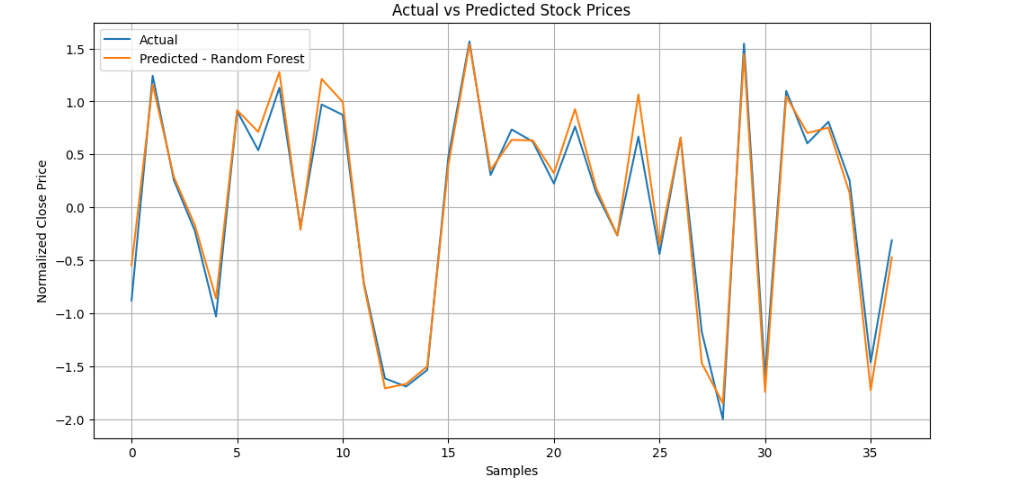 Actual vs Predicted Stock Prices
Actual
Predicted - Random Forest
Normalized Close Price
1.5
1.0
0.5
0.0
−0.5
−1.0
−1.5
−2.0
0 5 10 15 20 25 30 35
Samples